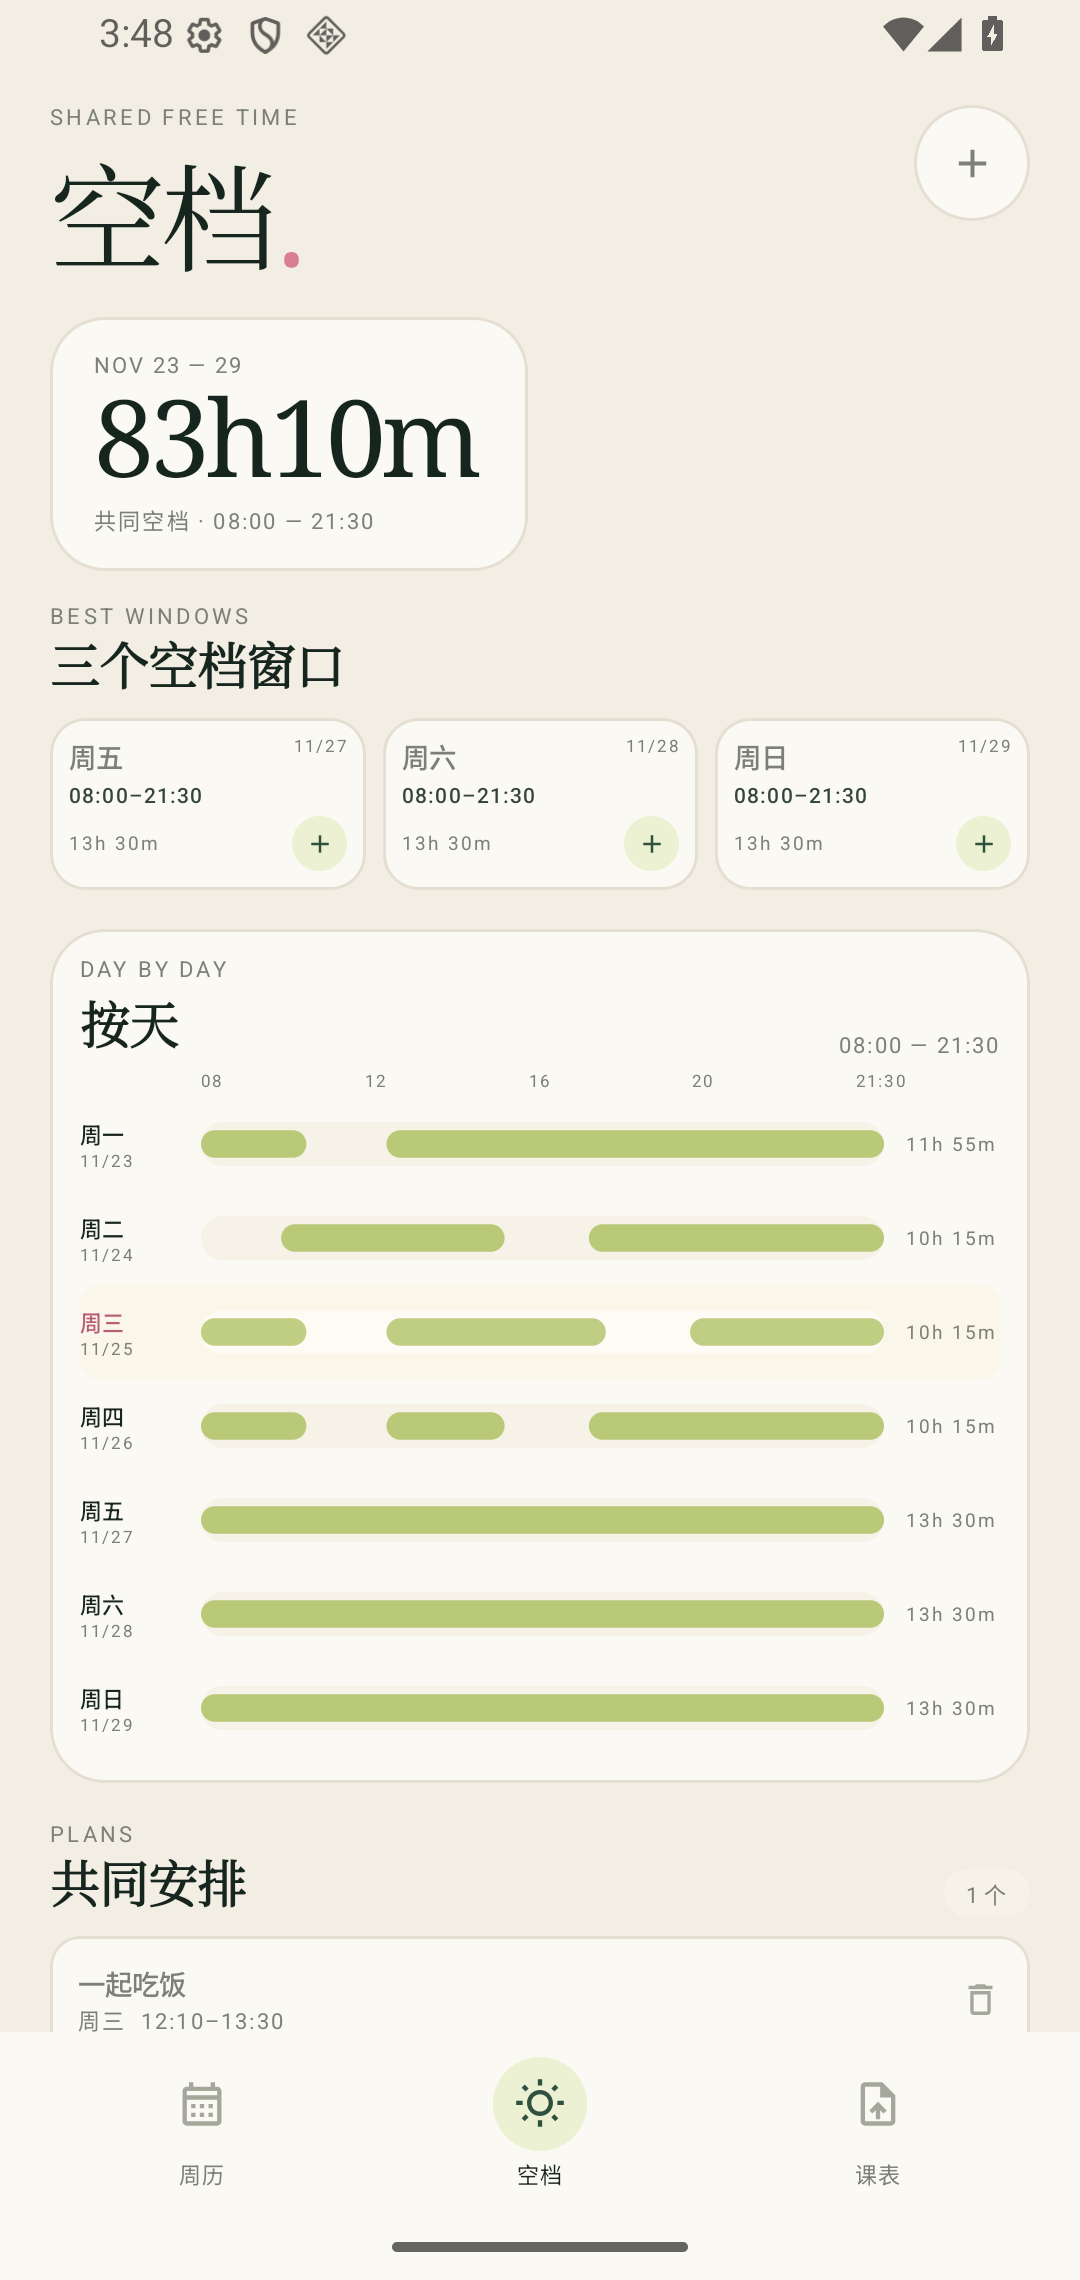 3:48
SHARED FREE TIME
空档.
NOV 23 — 29
83h10m
共同空档 · 08:00 — 21:30
BEST WINDOWS
三个空档窗口
周五 11/27
08:00–21:30
13h 30m
周六 11/28
08:00–21:30
13h 30m
周日 11/29
08:00–21:30
13h 30m
DAY BY DAY
按天
08:00 — 21:30
08 12 16 20 21:30
周一
11/23
11h 55m
周二
11/24
10h 15m
周三
11/25
10h 15m
周四
11/26
10h 15m
周五
11/27
13h 30m
周六
11/28
13h 30m
周日
11/29
13h 30m
PLANS
共同安排
1 个
一起吃饭
周三 12:10–13:30
周历
空档
课表